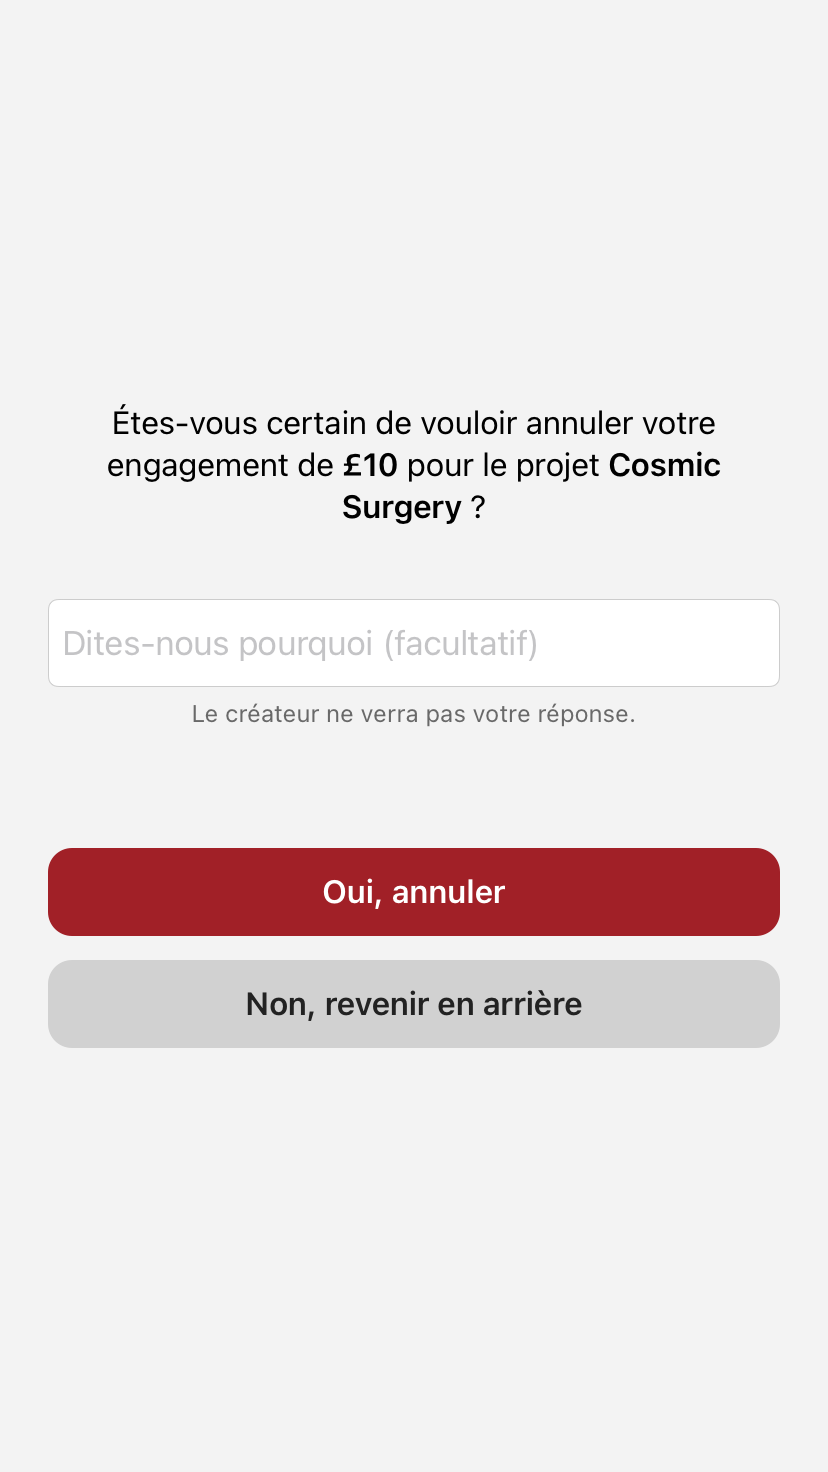 Étes-vous certain de vouloir annuler votre
engagement de £10 pour le projet Cosmic
Surgery ?
Dites-nous pourquoi (facultatif)
Le créateur ne verra pas votre réponse.
Oui, annuler
Non, revenir en arrière